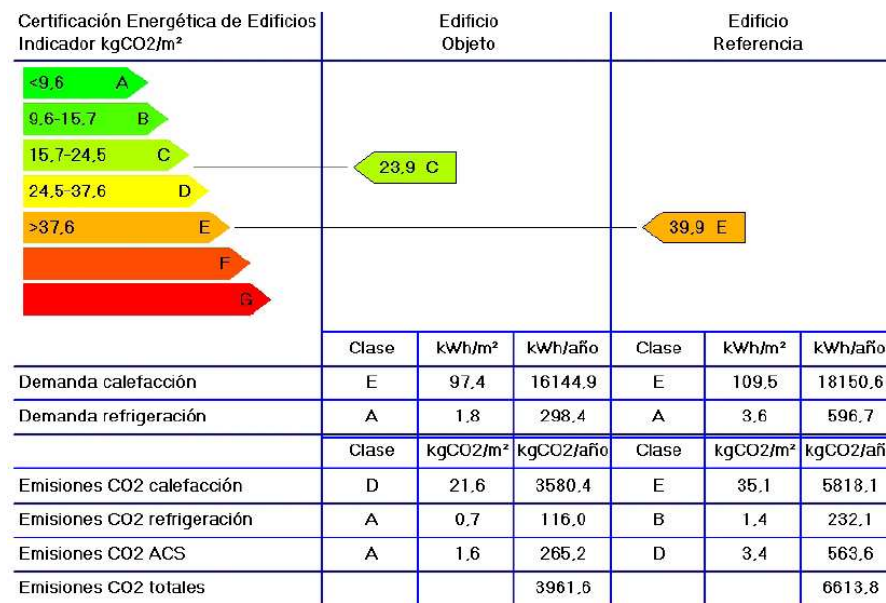 Certificación Energética de Edificios
Indicador kgCO2/m²
Edificio
Objeto
Edificio
Referencia
<9,6 A
9,6-15,7 B
15,7-24,5 C
23,9 C
24,5-37,6 D
>37,6 E
39,9 E
F
G
Clase kWh/m² kWh/año Clase kWh/m² kWh/año
Demanda calefacción E 97,4 16144,9 E 109,5 18150,6
Demanda refrigeración A 1,8 298,4 A 3,6 596,7
Clase kgCO2/m² kgCO2/año Clase kgCO2/m² kgCO2/añ
Emisiones CO2 calefacción D 21,6 3580,4 E 35,1 5818,1
Emisiones CO2 refrigeración A 0,7 116,0 B 1,4 232,1
Emisiones CO2 ACS A 1,6 265,2 D 3,4 563,6
Emisiones CO2 totales 3961,6 6613,8